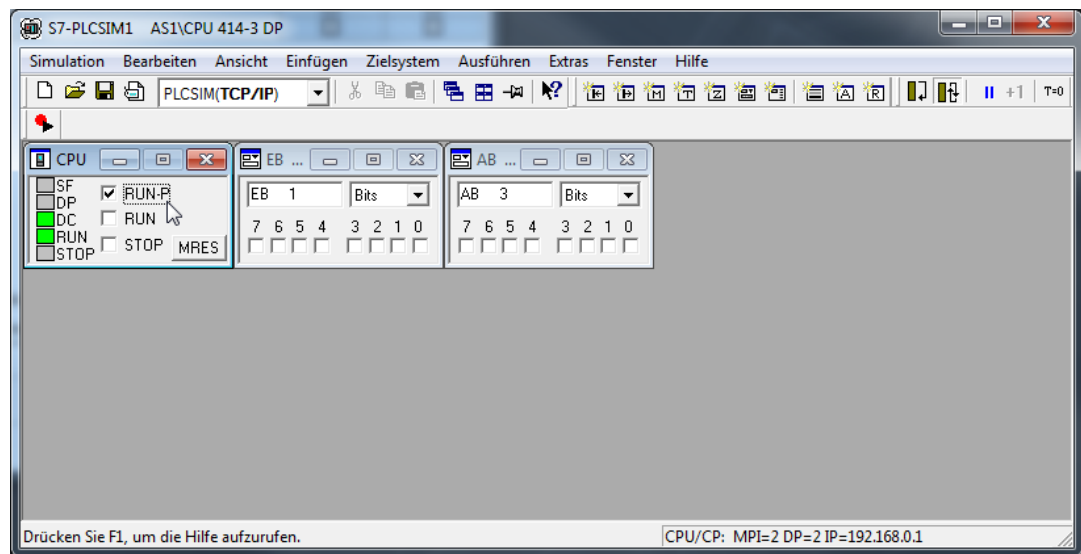 S7-PLCSIM1 AS1\CPU 414-3 DP
Simulation Bearbeiten Ansicht Einfügen Zielsystem Ausführen Extras Fenster Hilfe
PLCSIM(TCP/IP) +1 T=0
CPU
SF
DP
DC
RUN
STOP
RUN-P
RUN
STOP MRES
EB ...
EB 1 Bits
7 6 5 4 3 2 1 0
AB ...
AB 3 Bits
7 6 5 4 3 2 1 0
Drücken Sie F1, um die Hilfe aufzurufen. CPU/CP: MPI=2 DP=2 IP=192.168.0.1